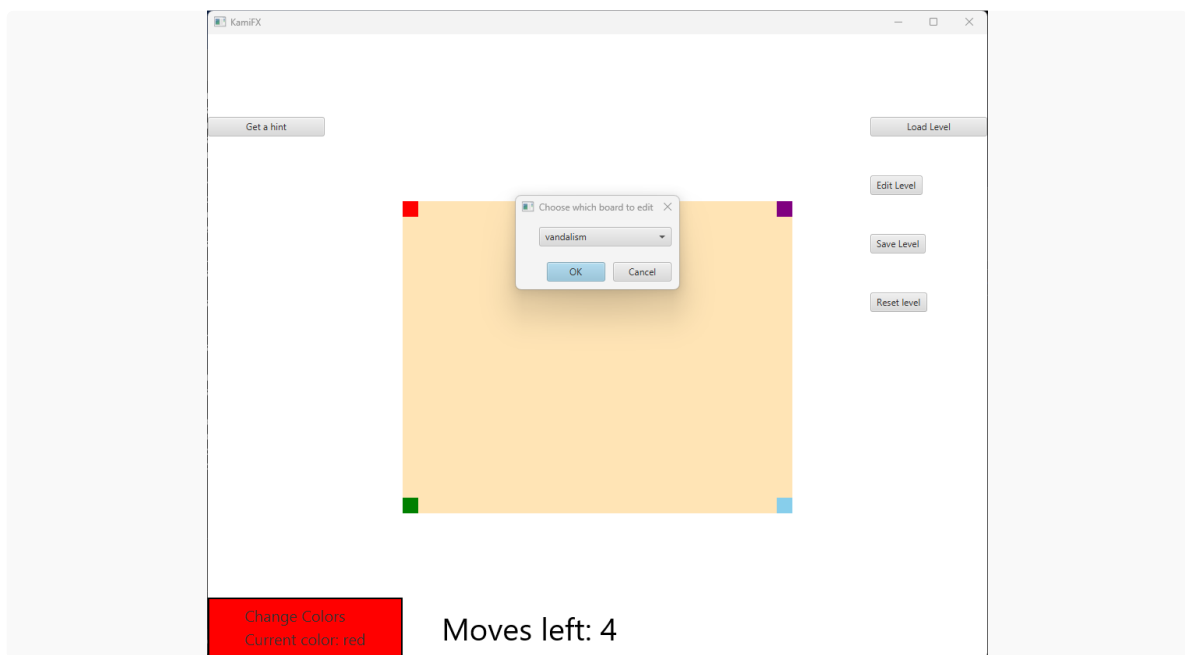 KamiFX
Get a hint
Load Level
Edit Level
Choose which board to edit
vandalism
Save Level
OK
Cancel
Reset level
Change Colors
Current color: red
Moves left: 4